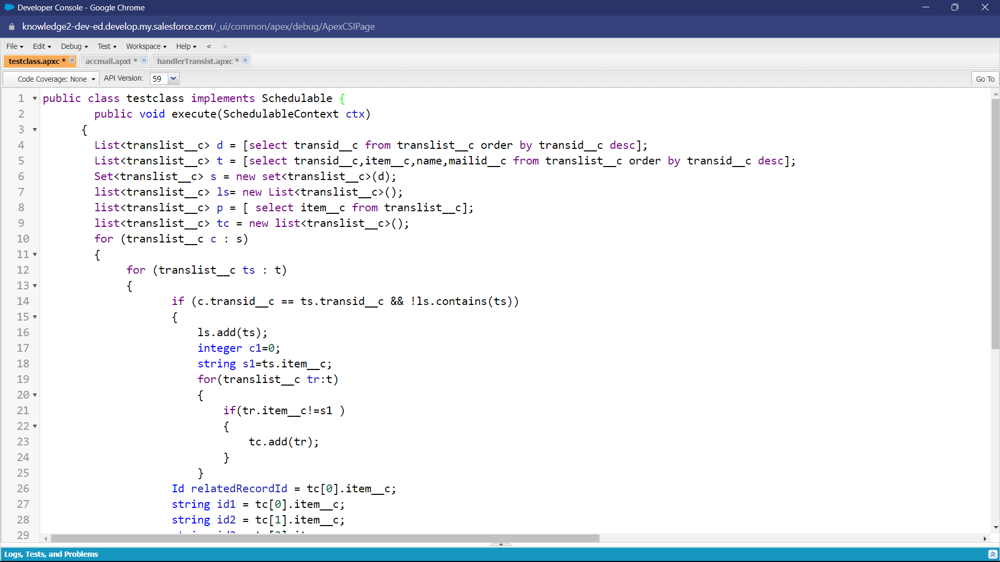 Developer Console - Google Chrome
knowledge2-dev-ed.develop.my.salesforce.com/_ui/common/apex/debug/ApexCSIPage
File Edit Debug Test Workspace Help < >
testclass.apxc * accmail.apxt * handlerTransist.apxc *
Code Coverage: None API Version: 59 Go To
1 public class testclass implements Schedulable {
2 public void execute(SchedulableContext ctx)
3 {
4 List<translist__c> d = [select transid__c from translist__c order by transid__c desc];
5 List<translist__c> t = [select transid__c,item__c,name,mailid__c from translist__c order by transid__c desc];
6 Set<translist__c> s = new set<translist__c>(d);
7 list<translist__c> ls= new List<translist__c>();
8 list<translist__c> p = [ select item__c from translist__c];
9 list<translist__c> tc = new list<translist__c>();
10 for (translist__c c : s)
11 {
12 for (translist__c ts : t)
13 {
14 if (c.transid__c == ts.transid__c && !ls.contains(ts))
15 {
16 ls.add(ts);
17 integer c1=0;
18 string s1=ts.item__c;
19 for(translist__c tr:t)
20 {
21 if(tr.item__c!=s1 )
22 {
23 tc.add(tr);
24 }
25 }
26 Id relatedRecordId = tc[0].item__c;
27 string id1 = tc[0].item__c;
28 string id2 = tc[1].item__c;
29
Logs, Tests, and Problems